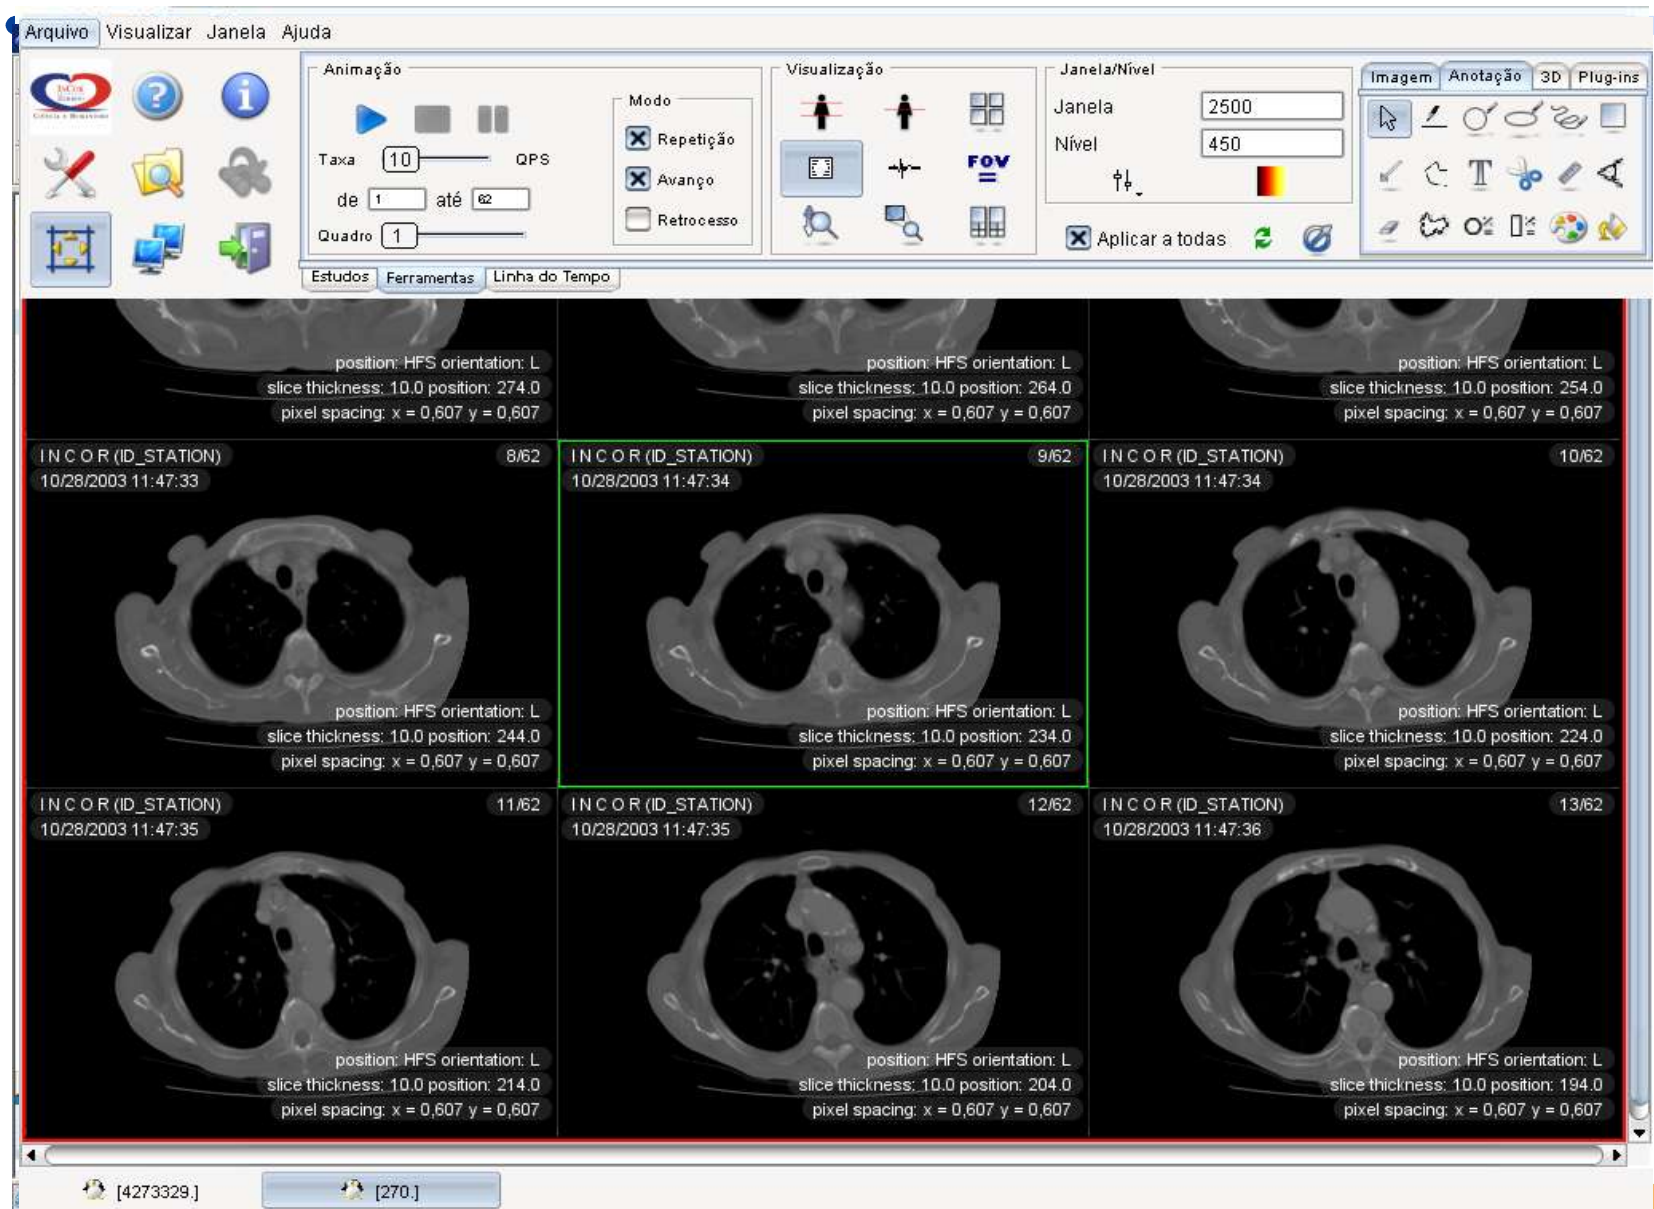 Arquivo Visualizar Janela Ajuda
Animação
Modo
Repetição
Avanço
Retrocesso
Taxa 10 QPS
de 1 até 62
Quadro 1
Visualização
FOV
Janela/Nível
Janela 2500
Nível 450
Aplicar a todas
Imagem Anotação 3D Plug-ins
T
Estudos Ferramentas Linha do Tempo
position: HFS orientation: L
slice thickness: 10.0 position: 274.0
pixel spacing: x = 0,607 y = 0,607
position: HFS orientation: L
slice thickness: 10.0 position: 264.0
pixel spacing: x = 0,607 y = 0,607
position: HFS orientation: L
slice thickness: 10.0 position: 254.0
pixel spacing: x = 0,607 y = 0,607
I N C O R (ID_STATION) 8/62
10/28/2003 11:47:33
position: HFS orientation: L
slice thickness: 10.0 position: 244.0
pixel spacing: x = 0,607 y = 0,607
I N C O R (ID_STATION) 9/62
10/28/2003 11:47:34
position: HFS orientation: L
slice thickness: 10.0 position: 234.0
pixel spacing: x = 0,607 y = 0,607
I N C O R (ID_STATION) 10/62
10/28/2003 11:47:34
position: HFS orientation: L
slice thickness: 10.0 position: 224.0
pixel spacing: x = 0,607 y = 0,607
I N C O R (ID_STATION) 11/62
10/28/2003 11:47:35
position: HFS orientation: L
slice thickness: 10.0 position: 214.0
pixel spacing: x = 0,607 y = 0,607
I N C O R (ID_STATION) 12/62
10/28/2003 11:47:35
position: HFS orientation: L
slice thickness: 10.0 position: 204.0
pixel spacing: x = 0,607 y = 0,607
I N C O R (ID_STATION) 13/62
10/28/2003 11:47:36
position: HFS orientation: L
slice thickness: 10.0 position: 194.0
pixel spacing: x = 0,607 y = 0,607
[4273329.] [270.]